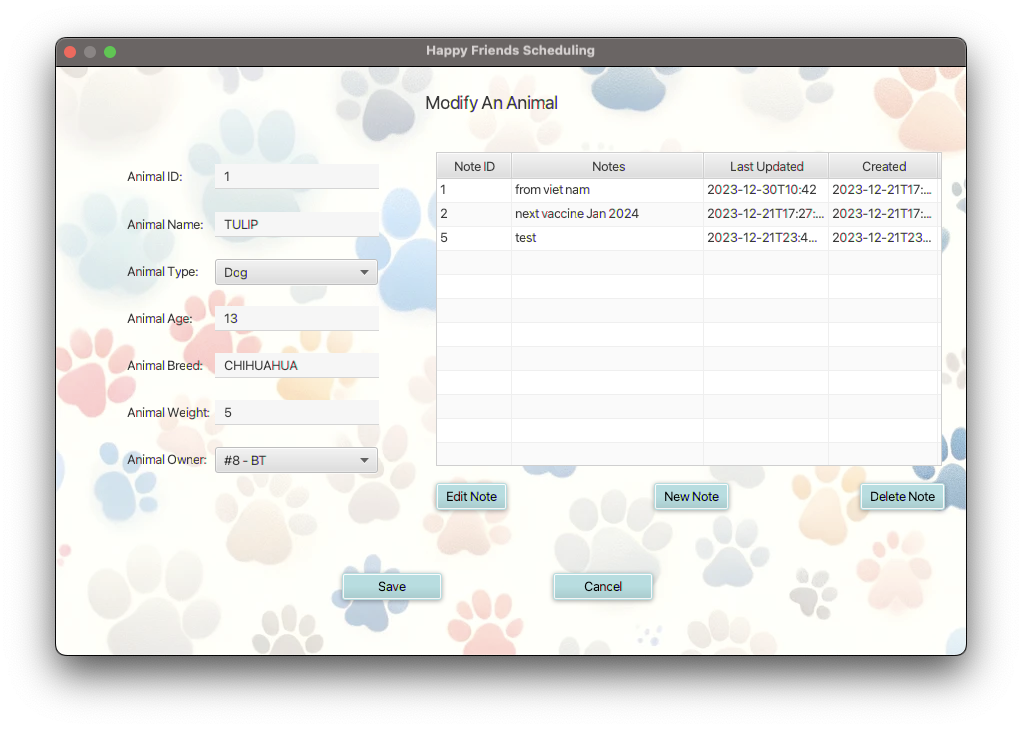 Happy Friends Scheduling
Modify An Animal
Animal ID: 1
Animal Name: TULIP
Animal Type: Dog
Animal Age: 13
Animal Breed: CHIHUAHUA
Animal Weight: 5
Animal Owner: #8 - BT
Note ID Notes Last Updated Created
1 from viet nam 2023-12-30T10:42 2023-12-21T17:...
2 next vaccine Jan 2024 2023-12-21T17:27:... 2023-12-21T17:...
5 test 2023-12-21T23:4... 2023-12-21T23...
Edit Note New Note Delete Note
Save Cancel